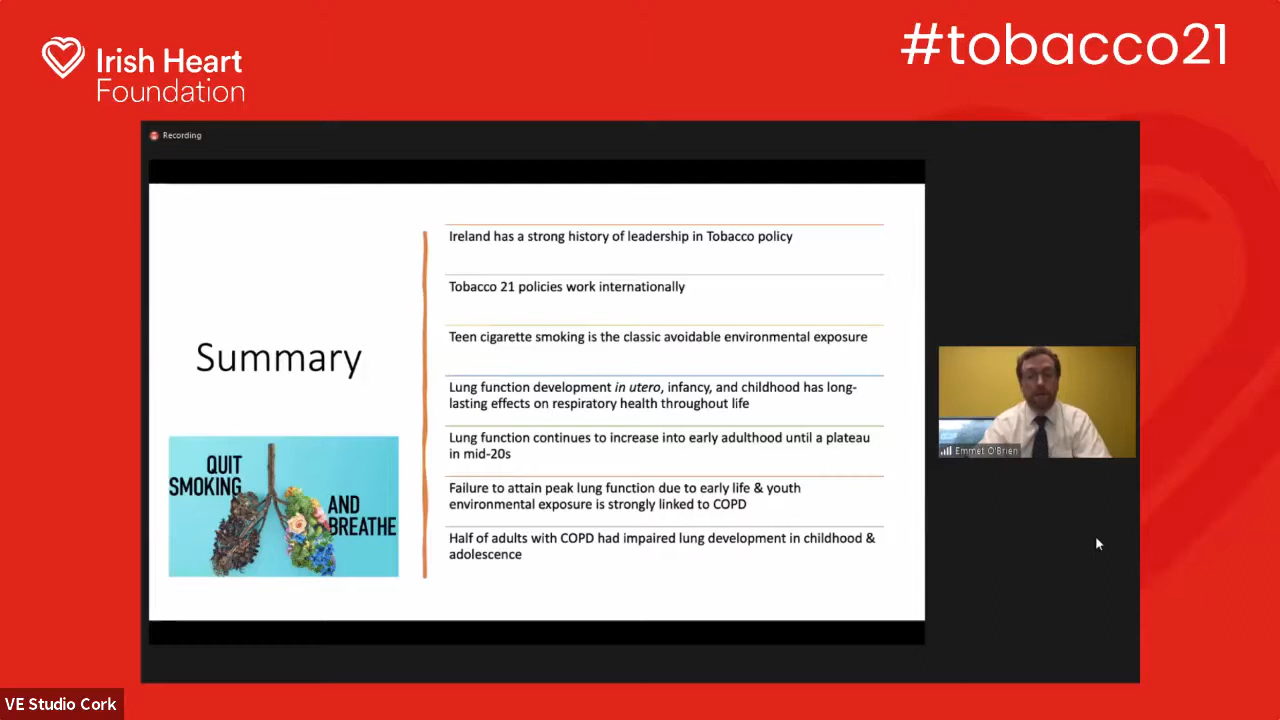 Irish Heart
Foundation
#tobacco21
Recording
Summary
QUIT
SMOKING
AND
BREATHE
Ireland has a strong history of leadership in Tobacco policy
Tobacco 21 policies work internationally
Teen cigarette smoking is the classic avoidable environmental exposure
Lung function development in utero, infancy, and childhood has long-
lasting effects on respiratory health throughout life
Lung function continues to increase into early adulthood until a plateau
in mid-20s
Failure to attain peak lung function due to early life & youth
environmental exposure is strongly linked to COPD
Half of adults with COPD had impaired lung development in childhood &
adolescence
Emmet O'Brien
VE Studio Cork